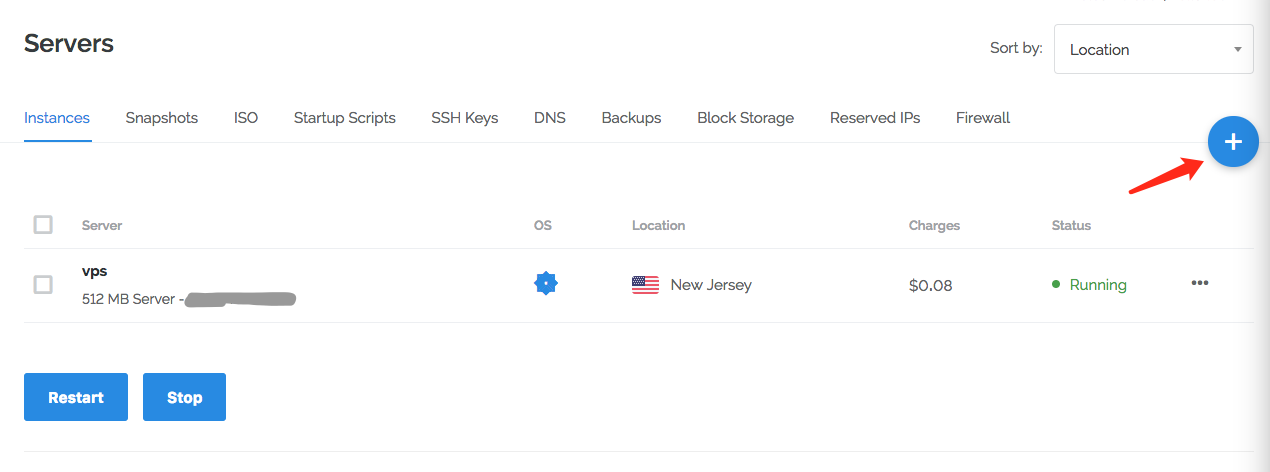 Servers
Sort by: Location
Instances Snapshots ISO Startup Scripts SSH Keys DNS Backups Block Storage Reserved IPs Firewall
+
Server OS Location Charges Status
vps
512 MB Server - New Jersey $0.08 Running •••
Restart Stop